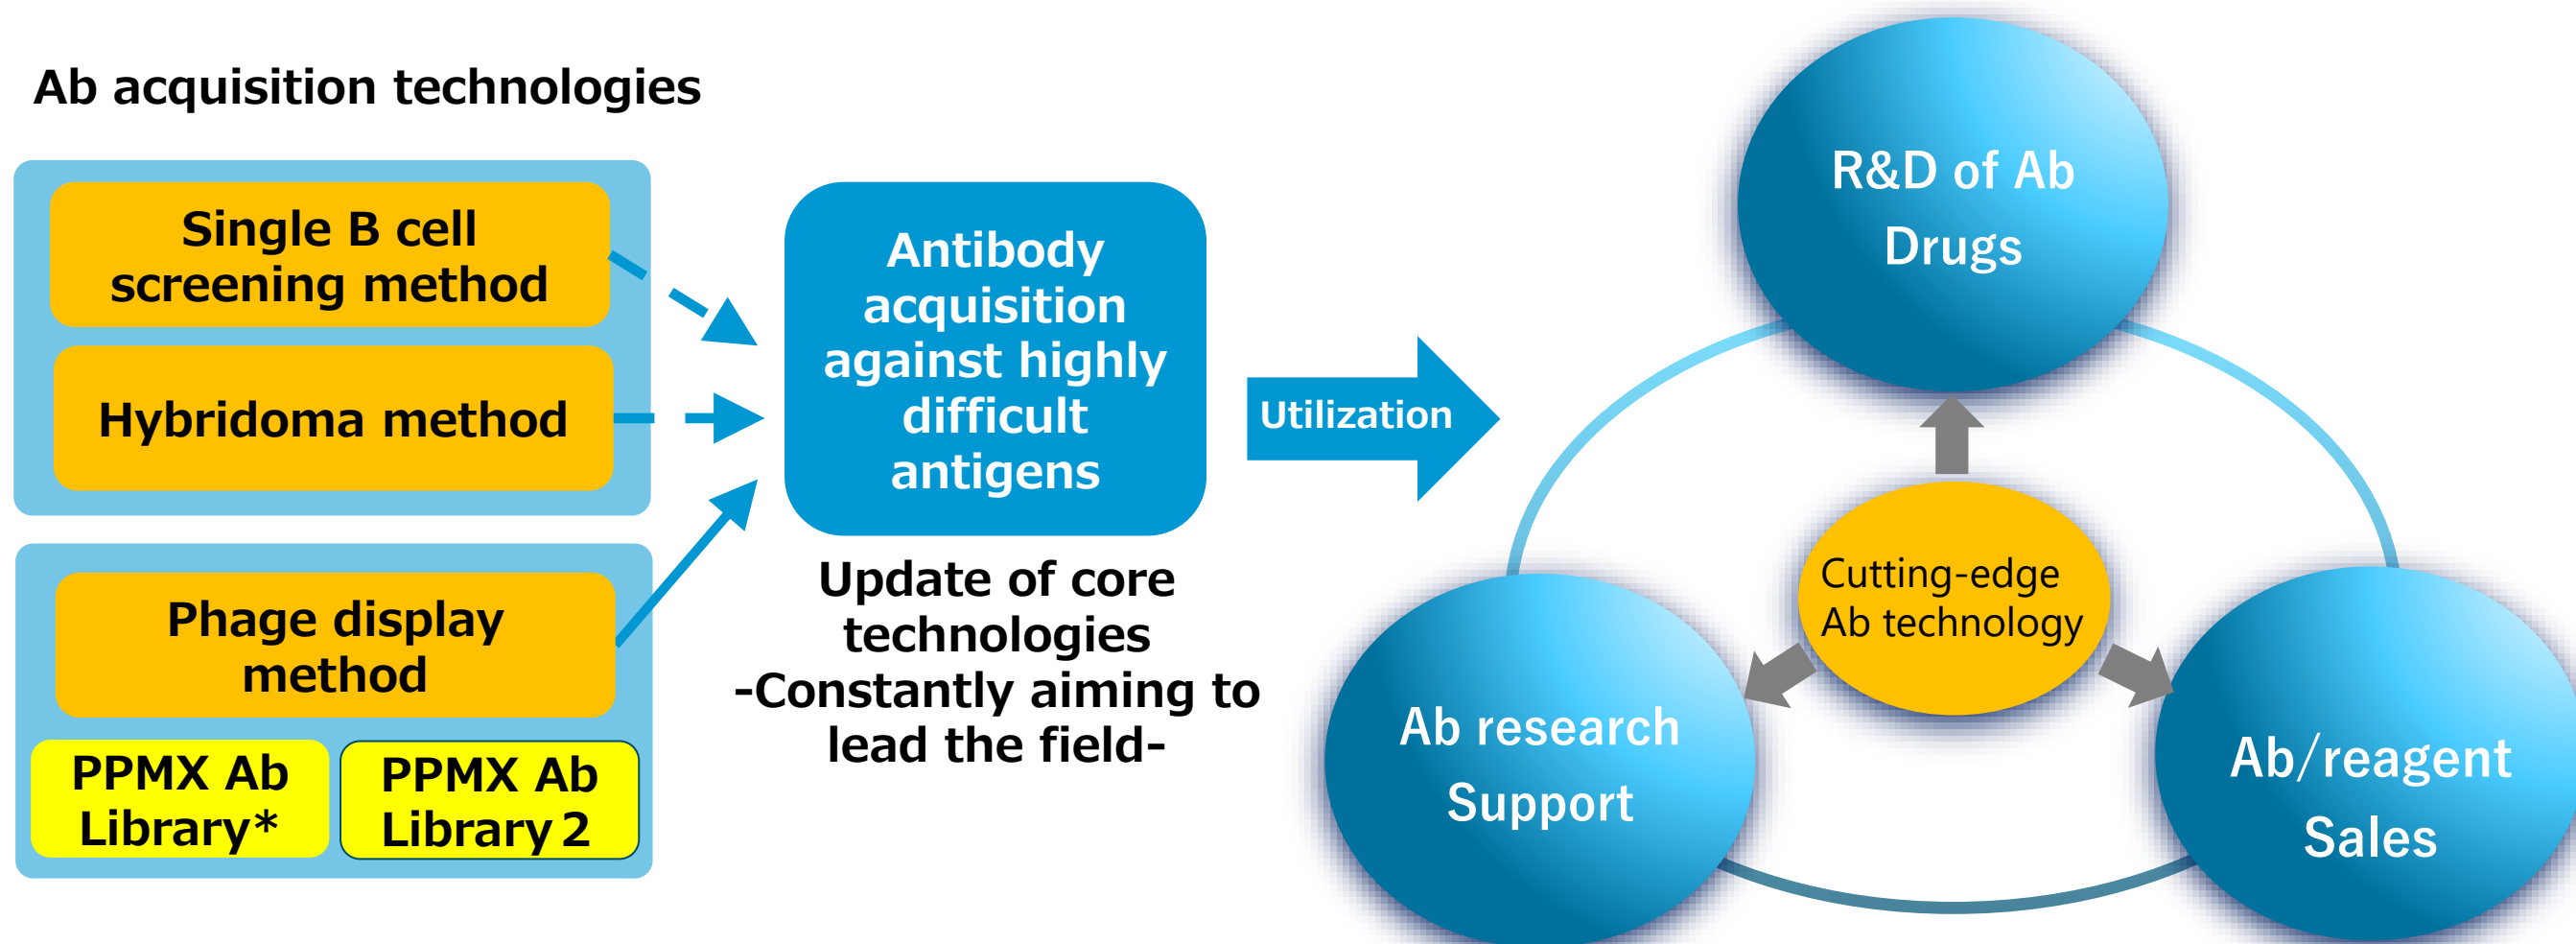 Ab acquisition technologies
Single B cell
screening method
Hybridoma method
Phage display
method
PPMX Ab
Library*
PPMX Ab
Library 2
Antibody
acquisition
against highly
difficult
antigens
Update of core
technologies
-Constantly aiming to
lead the field-
Utilization
R&D of Ab
Drugs
Cutting-edge
Ab technology
Ab research
Support
Ab/reagent
Sales